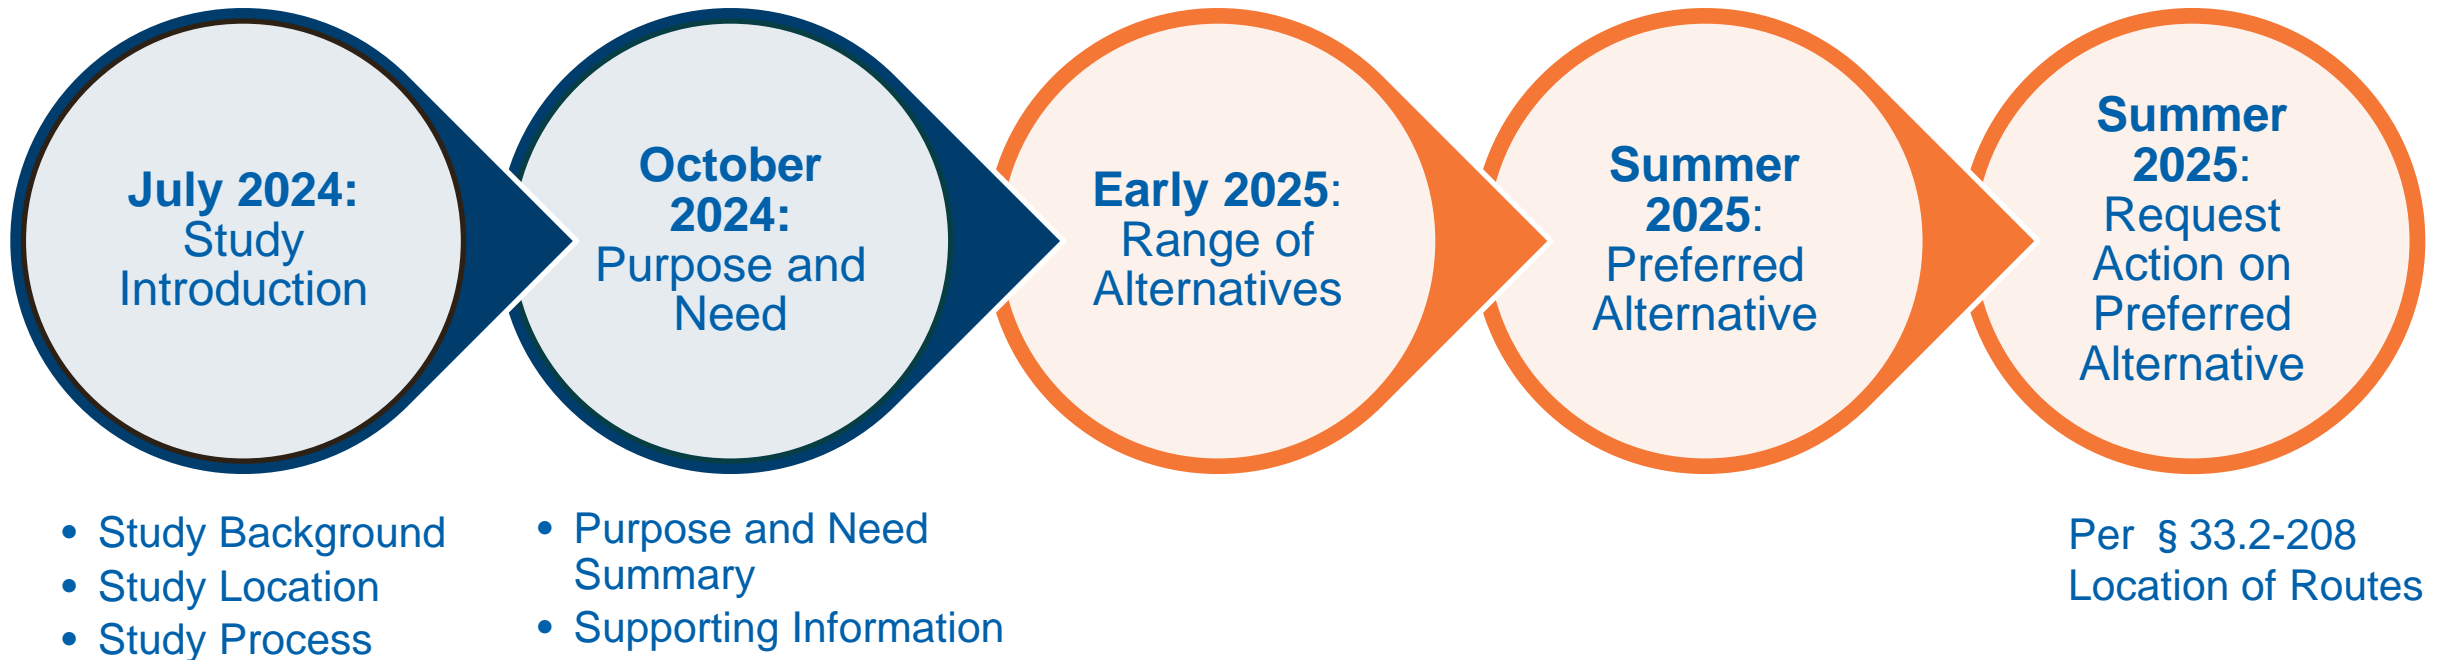 July 2024:
Study
Introduction
October
2024:
Purpose and
Need
Early 2025:
Range of
Alternatives
Summer
2025:
Preferred
Alternative
Summer
2025:
Request
Action on
Preferred
Alternative
• Study Background
• Study Location
• Study Process
• Purpose and Need
Summary
• Supporting Information
Per § 33.2-208
Location of Routes